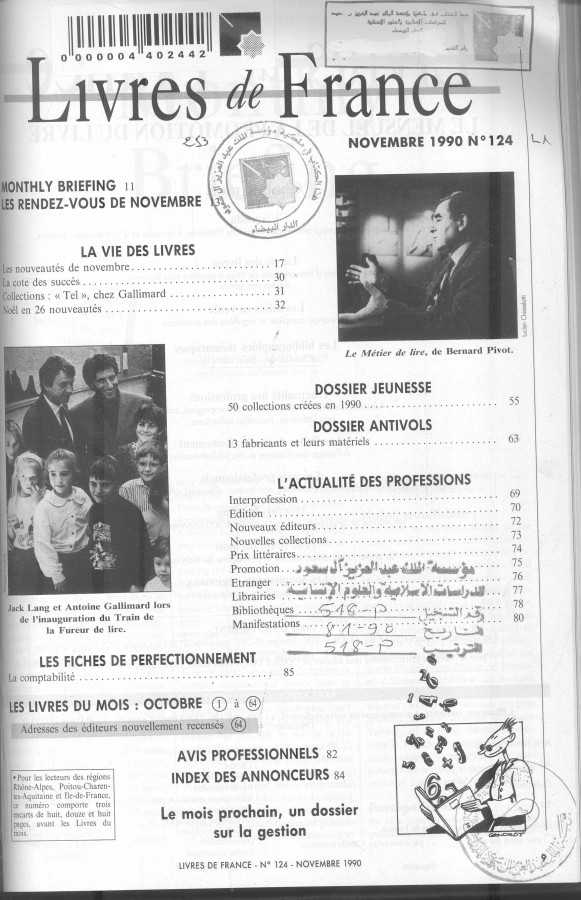 0 000004 402442
Livres de France
253
NOVEMBRE 1990 N°124
MONTHLY BRIEFING 11
LES RENDEZ-VOUS DE NOVEMBRE
الدار البيضاء
LA VIE DES LIVRES
Les nouveautés de novembre 17
La cote des succès 30
Collections : « Tel », chez Gallimard 31
Noël en 26 nouveautés 32
Le Métier de lire, de Bernard Pivot.
DOSSIER JEUNESSE
50 collections créées en 1990 55
DOSSIER ANTIVOLS
13 fabricants et leurs matériels 63
L'ACTUALITÉ DES PROFESSIONS
Interprofession 69
Edition 70
Nouveaux éditeurs 72
Nouvelles collections 73
Prix littéraires 74
Promotion 75
Etranger 76
Librairies 77
Bibliothèques 78
Manifestations 80
مؤسسة الملك عبد العزيز آل سعود
للدراسات الإسلامية والعلوم الإنسانية
رقم التسجيل 518-P
التاريخ 81-90
الترتيب 518-P
Jack Lang et Antoine Gallimard lors
de l'inauguration du Train de
la Fureur de lire.
LES FICHES DE PERFECTIONNEMENT
La comptabilité 85
LES LIVRES DU MOIS : OCTOBRE 1 à 64
Adresses des éditeurs nouvellement recensés 64
AVIS PROFESSIONNELS 82
INDEX DES ANNONCEURS 84
• Pour les lecteurs des régions
Rhône-Alpes, Poitou-Charen-
tes-Aquitaine et Ile-de-France,
ce numéro comporte trois
encarts de huit, douze et huit
pages, avant les Livres du
mois.
Le mois prochain, un dossier
sur la gestion
LIVRES DE FRANCE - N° 124 - NOVEMBRE 1990